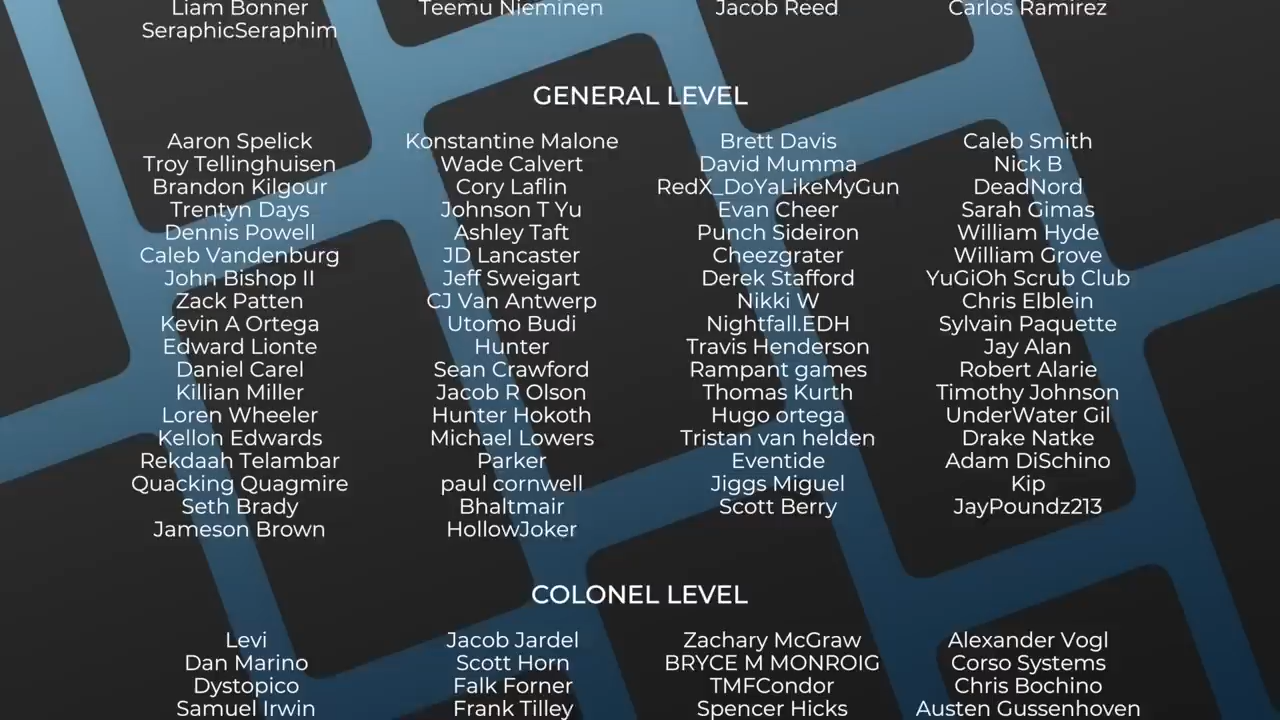 Liam Bonner Teemu Nieminen Jacob Reed Carlos Ramirez
SeraphicSeraphim
GENERAL LEVEL
Aaron Spelick Konstantine Malone Brett Davis Caleb Smith
Troy Tellinghuisen Wade Calvert David Mumma Nick B
Brandon Kilgour Cory Laflin RedX_DoYaLikeMyGun DeadNord
Trentyn Days Johnson T Yu Evan Cheer Sarah Gimas
Dennis Powell Ashley Taft Punch Sideiron William Hyde
Caleb Vandenburg JD Lancaster Cheezgrater William Grove
John Bishop II Jeff Sweigart Derek Stafford YuGiOh Scrub Club
Zack Patten CJ Van Antwerp Nikki W Chris Elblein
Kevin A Ortega Utomo Budi Nightfall.EDH Sylvain Paquette
Edward Lionte Hunter Travis Henderson Jay Alan
Daniel Carel Sean Crawford Rampant games Robert Alarie
Killian Miller Jacob R Olson Thomas Kurth Timothy Johnson
Loren Wheeler Hunter Hokoth Hugo ortega UnderWater Gil
Kellon Edwards Michael Lowers Tristan van helden Drake Natke
Rekdaah Telambar Parker Eventide Adam DiSchino
Quacking Quagmire paul cornwell Jiggs Miguel Kip
Seth Brady Bhaltmair Scott Berry JayPoundz213
Jameson Brown HollowJoker
COLONEL LEVEL
Levi Jacob Jardel Zachary McGraw Alexander Vogl
Dan Marino Scott Horn BRYCE M MONROIG Corso Systems
Dystopico Falk Forner TMFCondor Chris Bochino
Samuel Irwin Frank Tilley Spencer Hicks Austen Gussenhoven